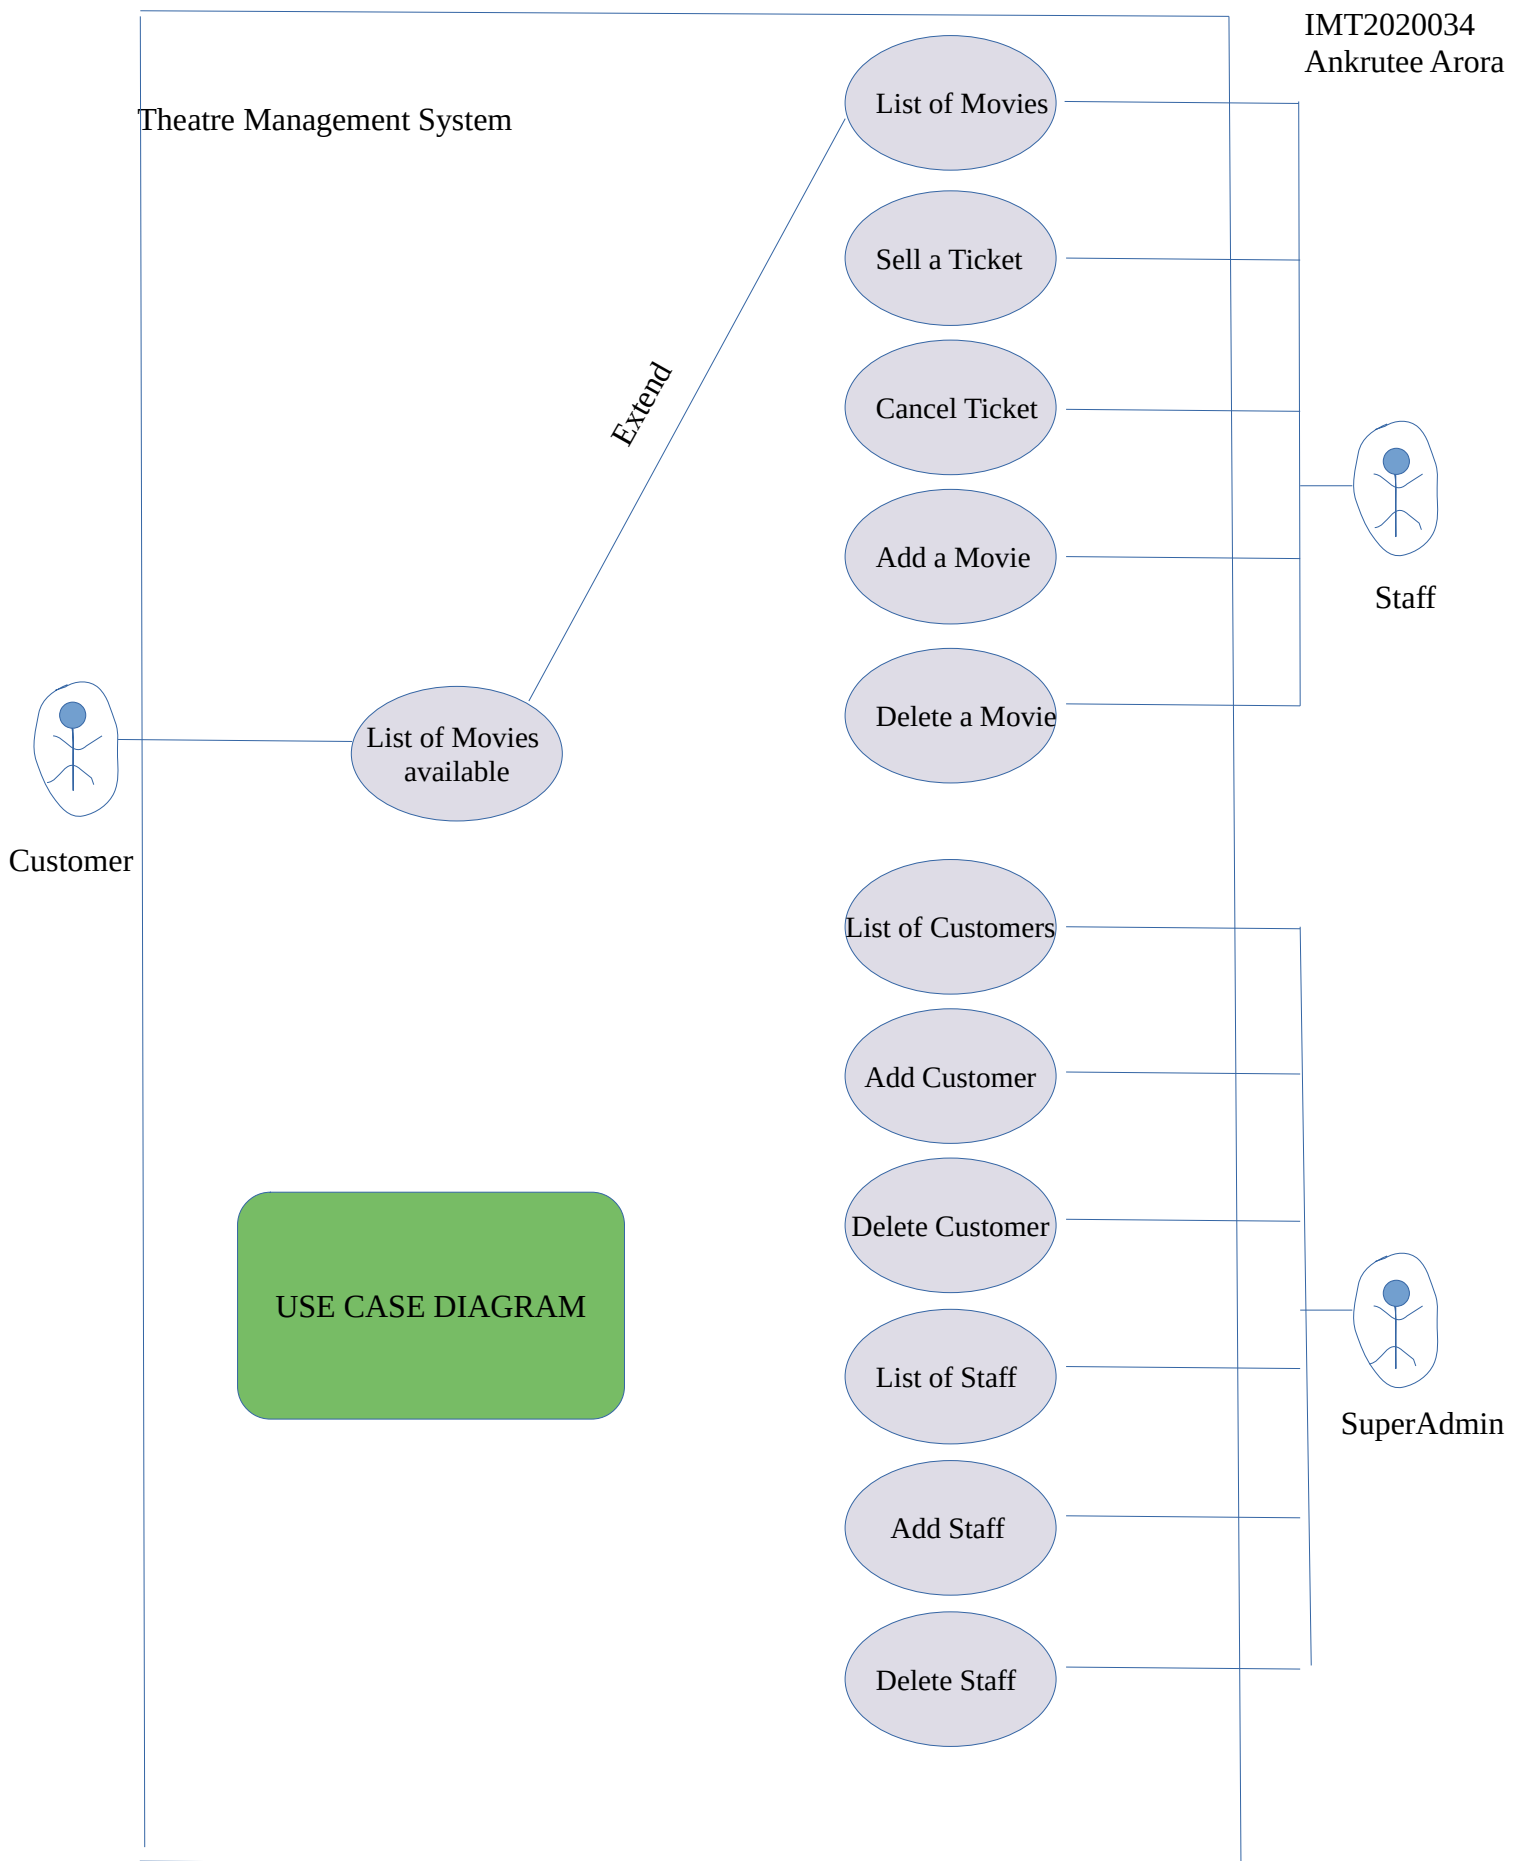 IMT2020034
Ankrutee Arora
Theatre Management System
List of Movies
Sell a Ticket
Extend
Cancel Ticket
Add a Movie
Staff
Delete a Movie
List of Movies
available
Customer
List of Customers
Add Customer
Delete Customer
USE CASE DIAGRAM
List of Staff
SuperAdmin
Add Staff
Delete Staff